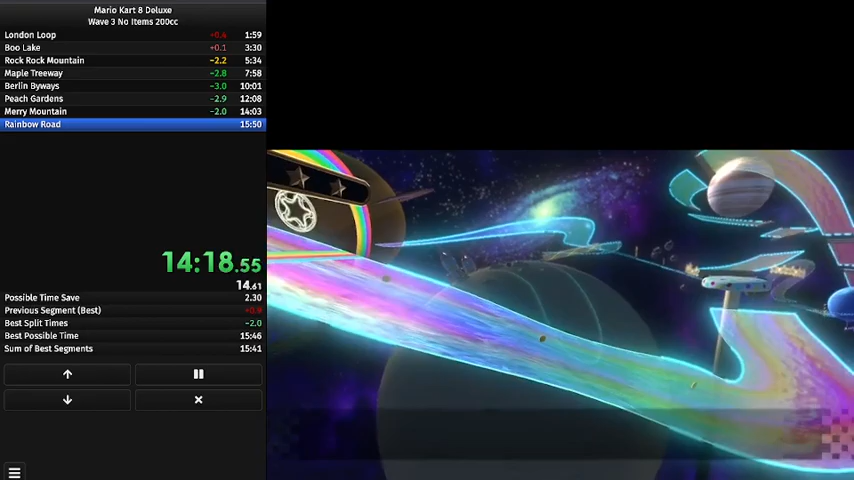 Mario Kart 8 Deluxe
Wave 3 No Items 200cc
London Loop +0.4 1:59
Boo Lake +0.1 3:30
Rock Rock Mountain −2.2 5:34
Maple Treeway −2.8 7:58
Berlin Byways −3.0 10:01
Peach Gardens −2.9 12:08
Merry Mountain −2.0 14:03
Rainbow Road 15:50
14:18.55
14.61
Possible Time Save 2.30
Previous Segment (Best) +0.9
Best Split Times −2.0
Best Possible Time 15:46
Sum of Best Segments 15:41